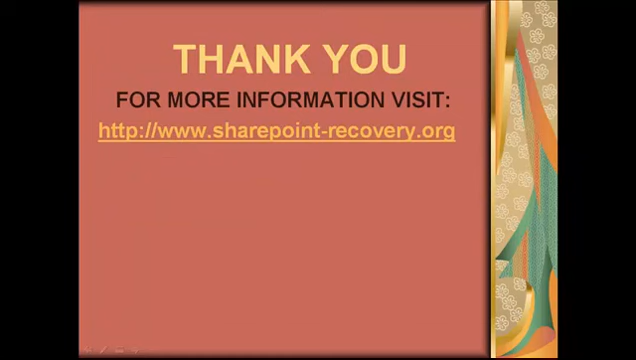 THANK YOU
FOR MORE INFORMATION VISIT:
http://www.sharepoint-recovery.org